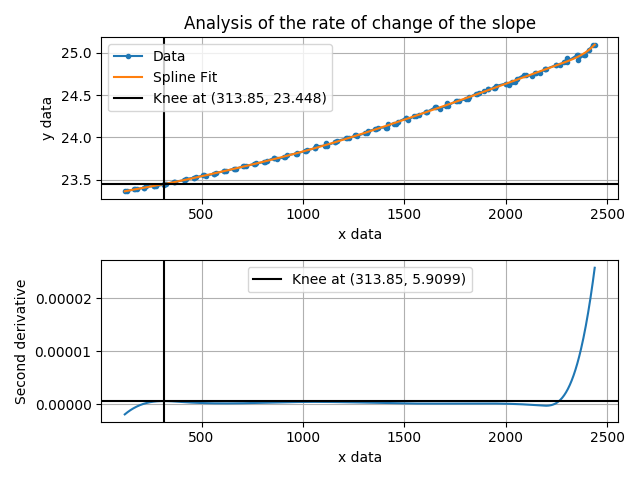 Analysis of the rate of change of the slope
25.0
24.5
24.0
23.5
y data
Data
Spline Fit
Knee at (313.85, 23.448)
500
1000
1500
2000
2500
x data
Second derivative
0.00002
0.00001
0.00000
Knee at (313.85, 5.9099)
500
1000
1500
2000
2500
x data